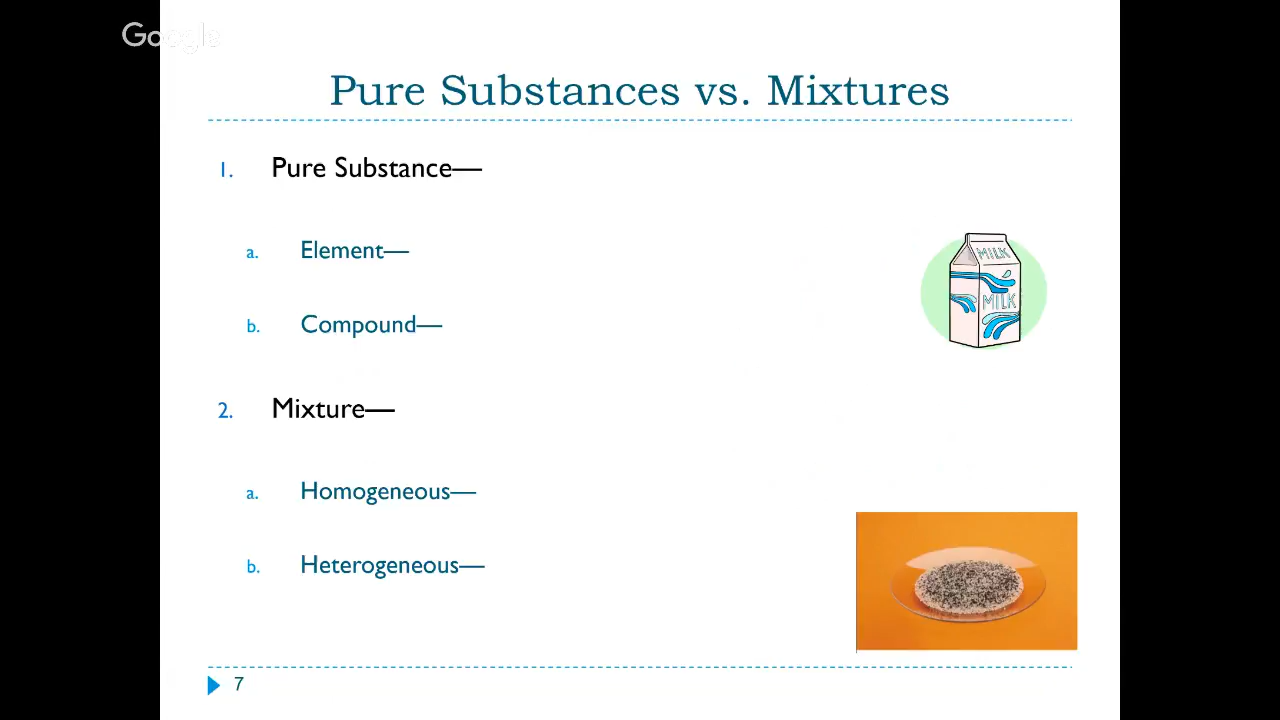 Google
Pure Substances vs. Mixtures
1. Pure Substance—
a. Element—
b. Compound—
MILK
MILK
2. Mixture—
a. Homogeneous—
b. Heterogeneous—
7